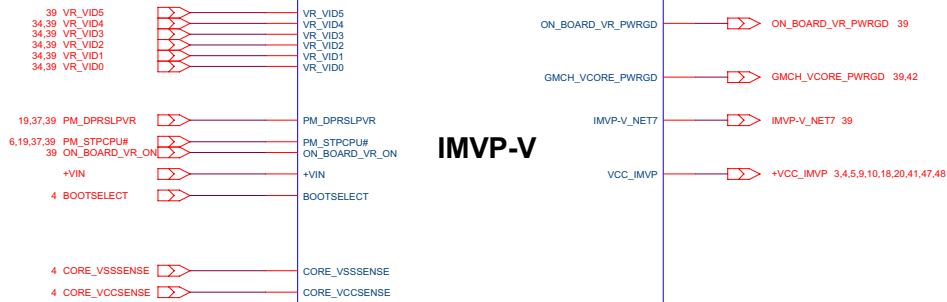 39 VR_VID5 VR_VID5
34,39 VR_VID4 VR_VID4
34,39 VR_VID3 VR_VID3
34,39 VR_VID2 VR_VID2
34,39 VR_VID1 VR_VID1
34,39 VR_VID0 VR_VID0
19,37,39 PM_DPRSLPVR PM_DPRSLPVR
6,19,37,39 PM_STPCPU# PM_STPCPU#
39 ON_BOARD_VR_ON ON_BOARD_VR_ON
+VIN +VIN
4 BOOTSELECT BOOTSELECT
4 CORE_VSSSENSE CORE_VSSSENSE
4 CORE_VCCSENSE CORE_VCCSENSE
IMVP-V
ON_BOARD_VR_PWRGD ON_BOARD_VR_PWRGD 39
GMCH_VCORE_PWRGD GMCH_VCORE_PWRGD 39,42
IMVP-V_NET7 IMVP-V_NET7 39
VCC_IMVP +VCC_IMVP 3,4,5,9,10,18,20,41,47,48